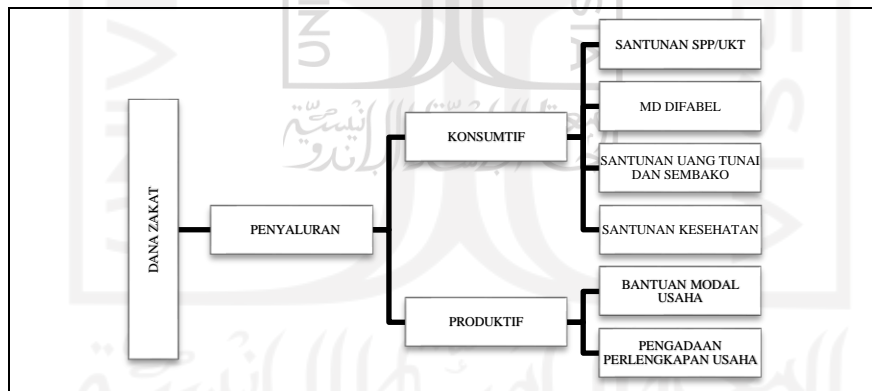 SANTUNAN SPP/UKT
MD DIFABEL
KONSUMTIF
SANTUNAN UANG TUNAI
DAN SEMBAKO
DANA ZAKAT
PENYALURAN
SANTUNAN KESEHATAN
BANTUAN MODAL
USAHA
PRODUKTIF
PENGADAAN
PERLENGKAPAN USAHA